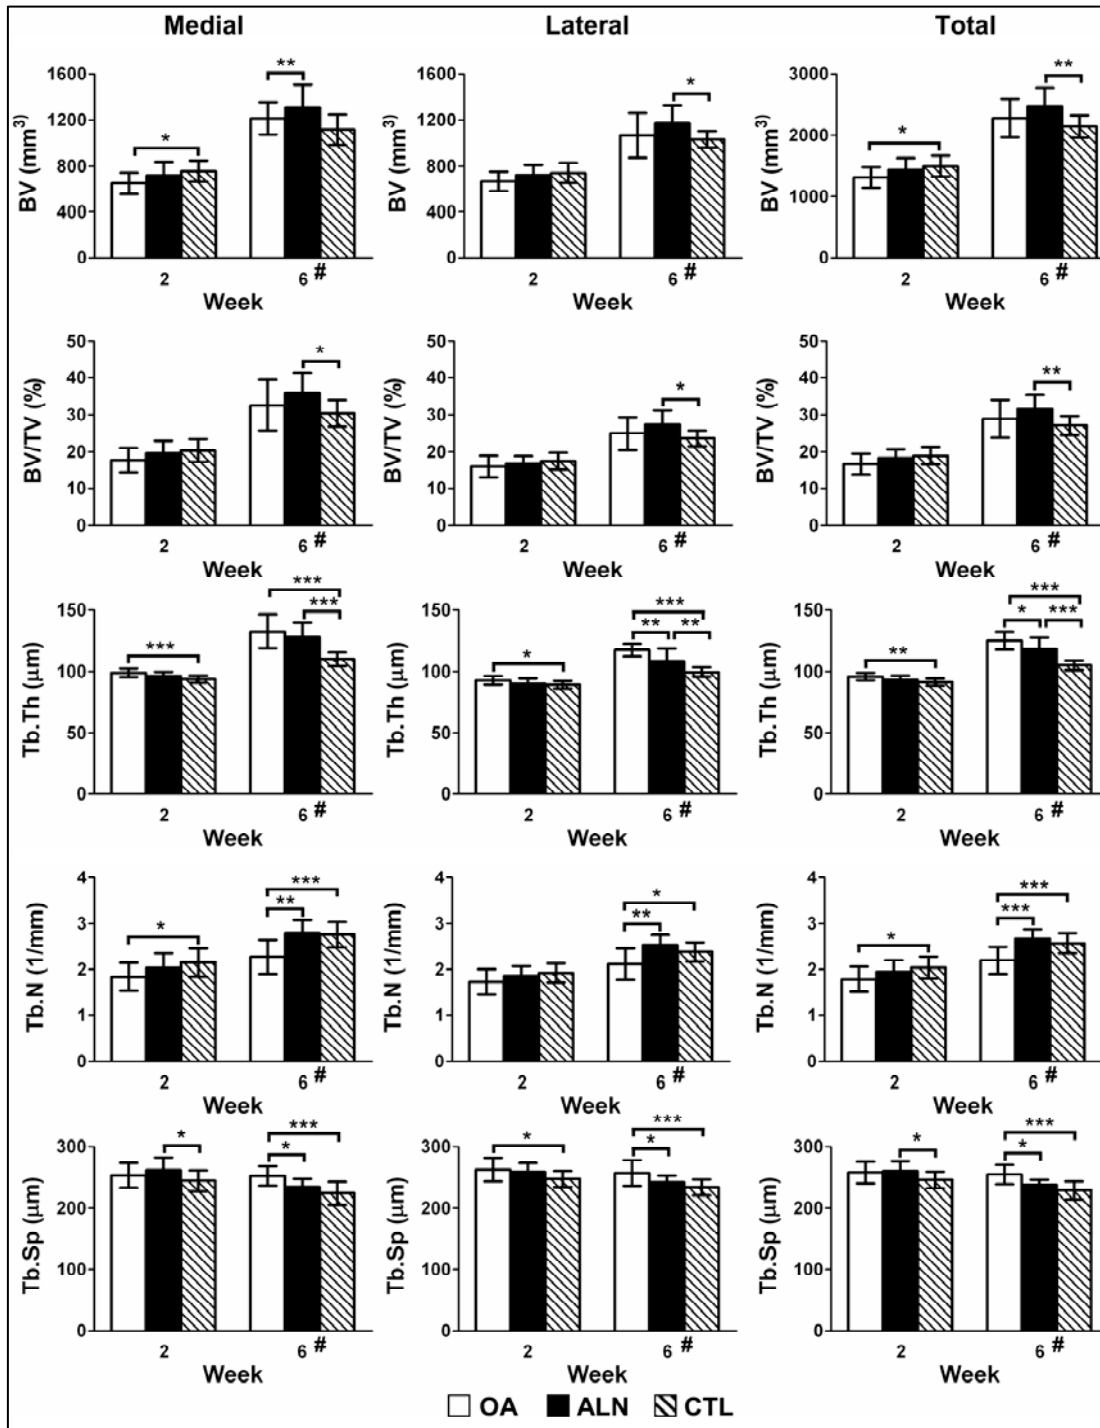 Medial Lateral Total
BV (mm³) 1600 1200 800 400 0 * ** 2 6 # Week
BV (mm³) 1600 1200 800 400 0 * 2 6 # Week
BV (mm³) 3000 2000 1000 0 * ** 2 6 # Week
BV/TV (%) 50 40 30 20 10 0 * 2 6 # Week
BV/TV (%) 50 40 30 20 10 0 * 2 6 # Week
BV/TV (%) 50 40 30 20 10 0 ** 2 6 # Week
Tb.Th (μm) 150 100 50 0 *** *** *** 2 6 # Week
Tb.Th (μm) 150 100 50 0 * *** ** ** 2 6 # Week
Tb.Th (μm) 150 100 50 0 ** *** * *** 2 6 # Week
Tb.N (1/mm) 4 3 2 1 0 * *** ** 2 6 # Week
Tb.N (1/mm) 4 3 2 1 0 * ** 2 6 # Week
Tb.N (1/mm) 4 3 2 1 0 * *** *** 2 6 # Week
Tb.Sp (μm) 300 200 100 0 * *** * 2 6 # Week
Tb.Sp (μm) 300 200 100 0 * *** * 2 6 # Week
Tb.Sp (μm) 300 200 100 0 * *** * 2 6 # Week
OA ALN CTL